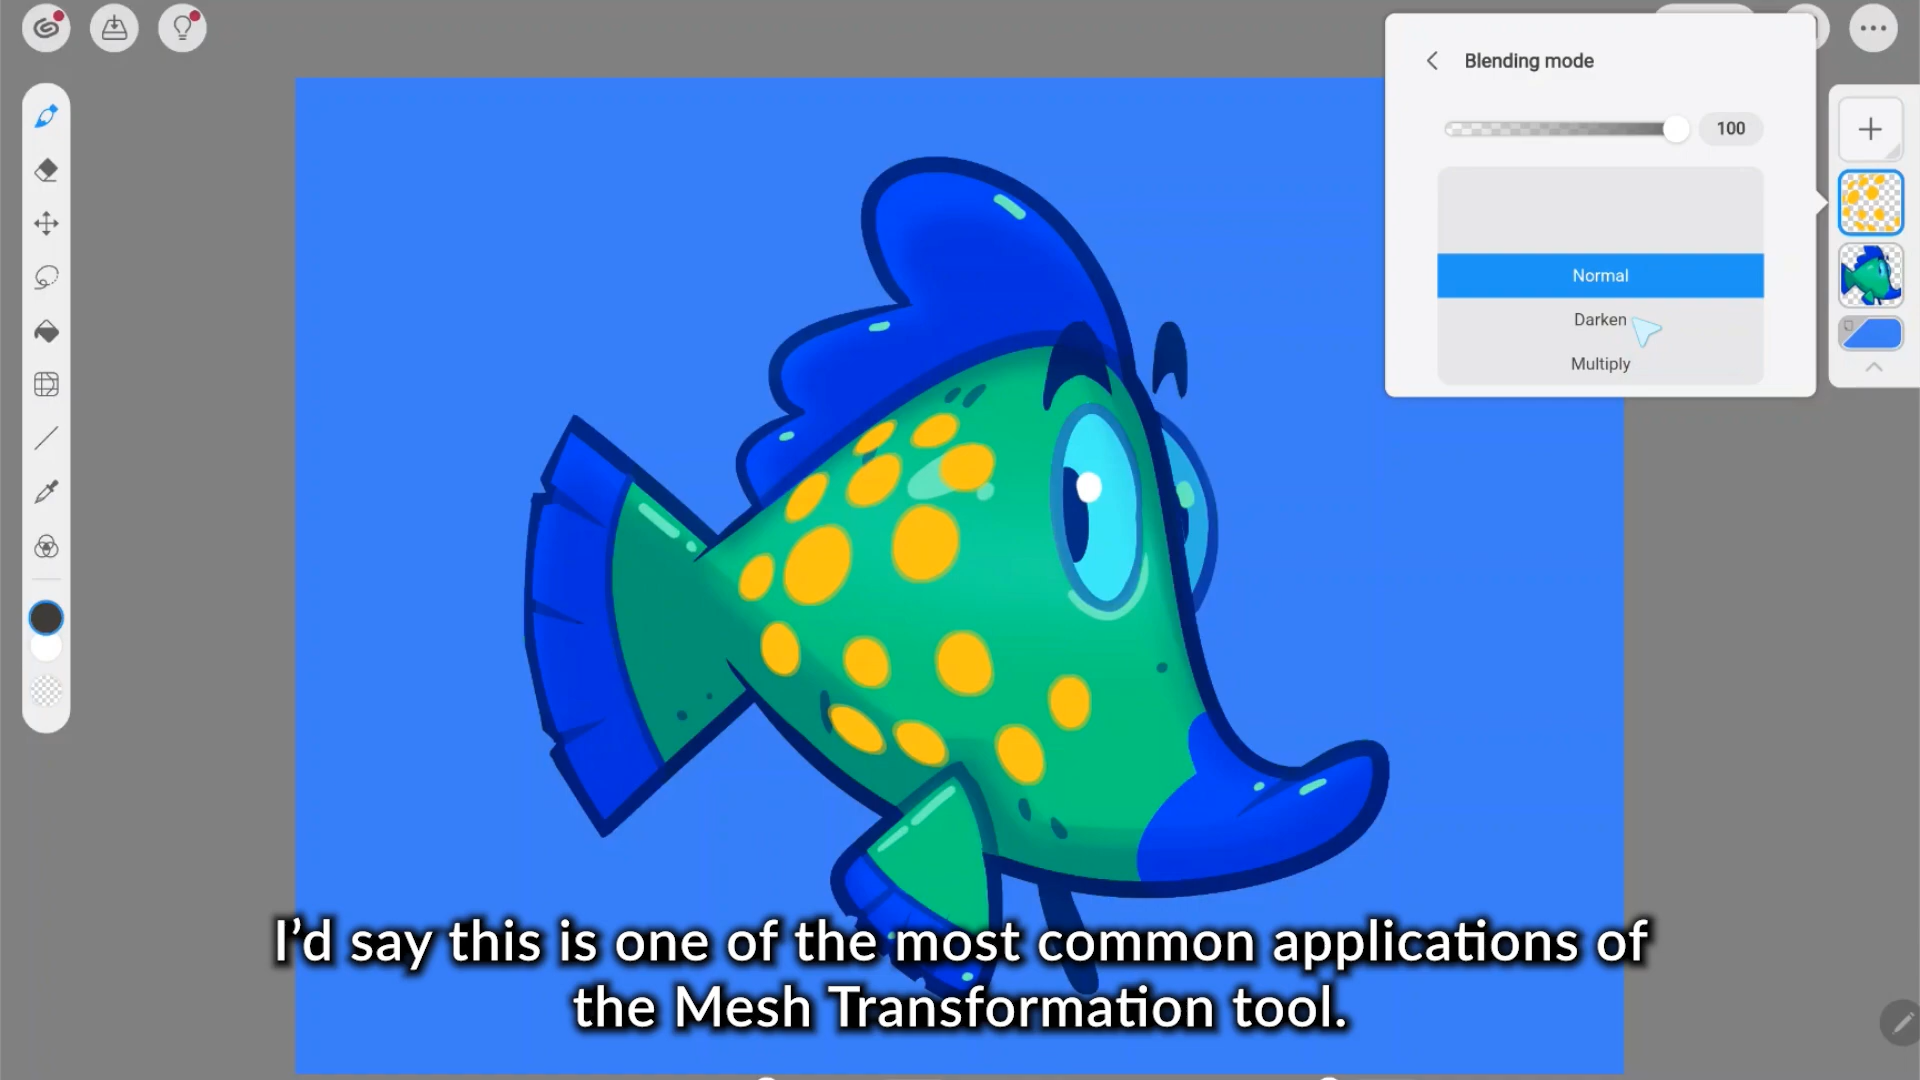 Blending mode
100
Normal
Darken
Multiply
I’d say this is one of the most common applications of
the Mesh Transformation tool.